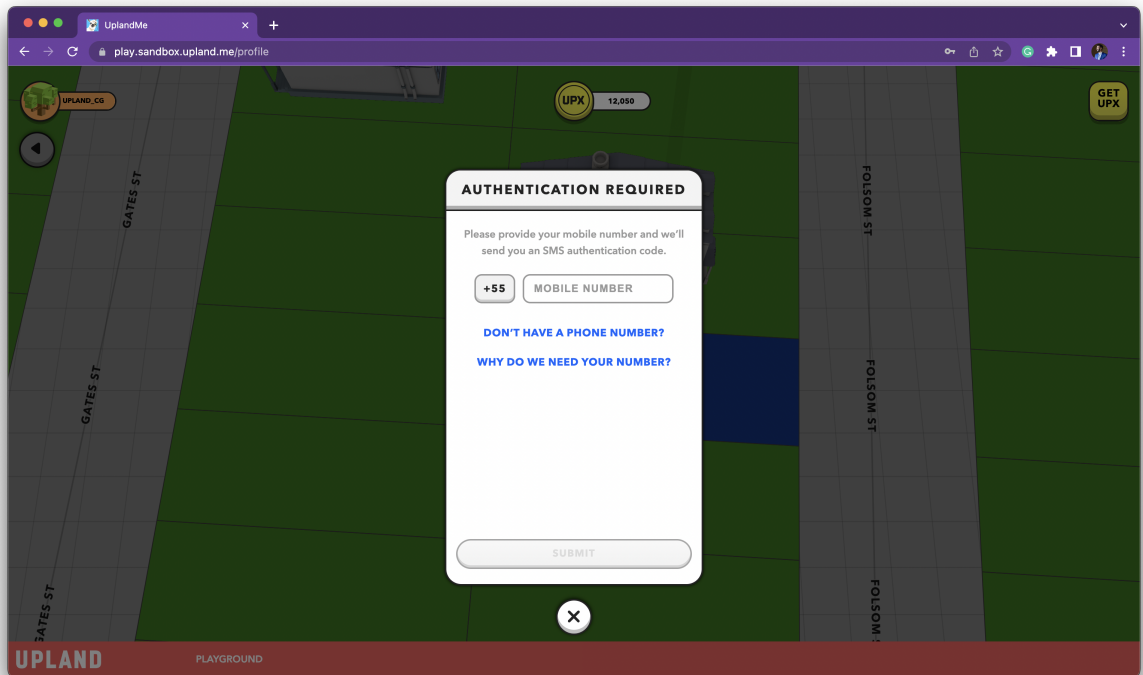 UplandMe
play.sandbox.upland.me/profile
UPLAND_CG
UPX
12,050
GET
UPX
GATES ST
FOLSOM ST
AUTHENTICATION REQUIRED
Please provide your mobile number and we'll
send you an SMS authentication code.
+55
MOBILE NUMBER
DON'T HAVE A PHONE NUMBER?
WHY DO WE NEED YOUR NUMBER?
GATES ST
FOLSOM ST
SUBMIT
GATES ST
FOLSOM S
UPLAND
PLAYGROUND